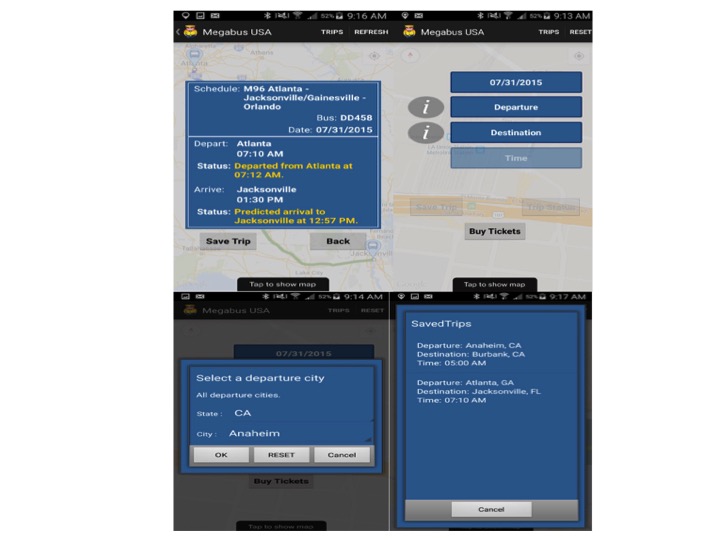 9:16 AM
52%
Megabus USA
TRIPS REFRESH
Schedule: M96 Atlanta -
Jacksonville/Gainesville -
Orlando
Bus: DD458
Date: 07/31/2015
Depart: Atlanta
07:10 AM
Status: Departed from Atlanta at
07:12 AM.
Arrive: Jacksonville
01:30 PM
Status: Predicted arrival to
Jacksonville at 12:57 PM.
Save Trip Back
Lake City
Tap to show map
52% 9:13 AM
Megabus USA
TRIPS RESET
07/31/2015
Departure
Destination
Time
Save Trip Trip Status
Buy Tickets
Tap to show map
52% 9:14 AM
Megabus USA
TRIPS RESET
07/31/2015
Select a departure city
All departure cities.
State : CA
City : Anaheim
OK RESET Cancel
Buy Tickets
Tap to show map
52% 9:17 AM
SavedTrips
Departure: Anaheim, CA
Destination: Burbank, CA
Time: 05:00 AM
Departure: Atlanta, GA
Destination: Jacksonville, FL
Time: 07:10 AM
Cancel